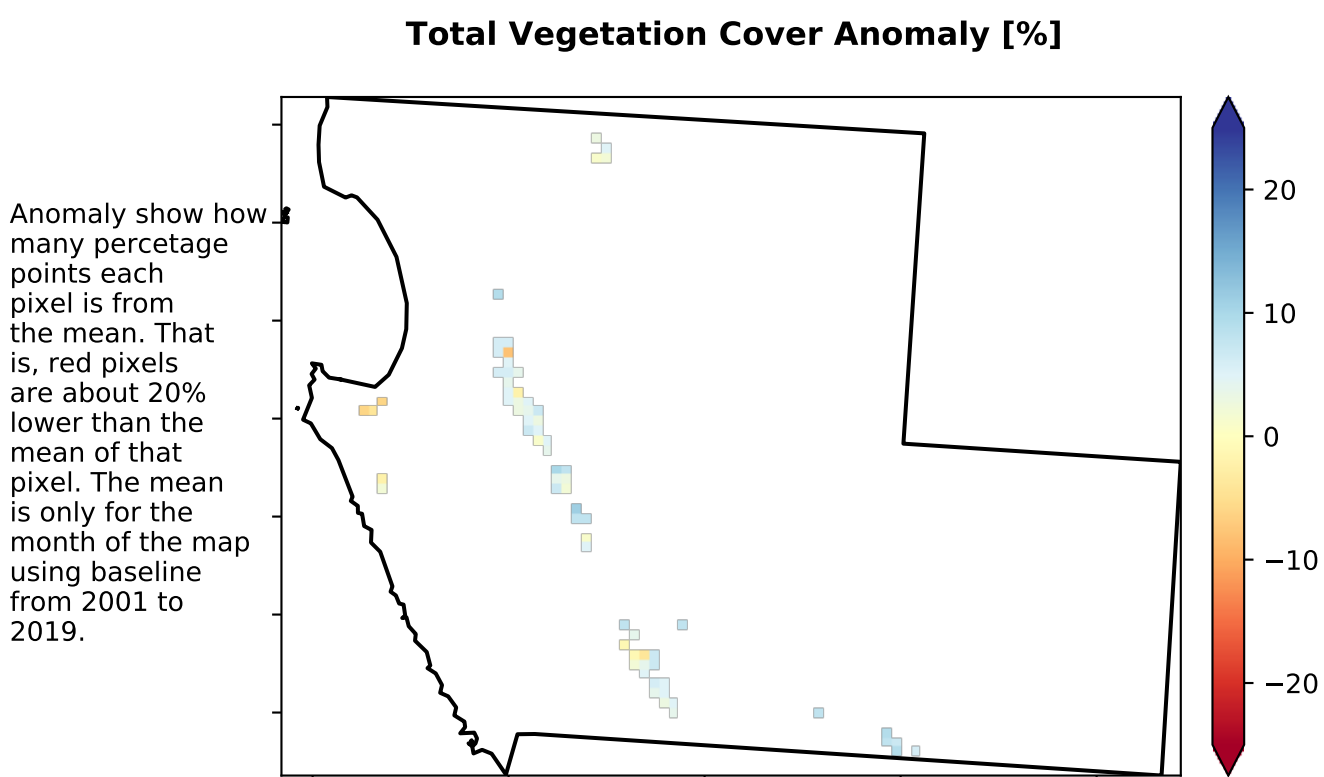 Total Vegetation Cover Anomaly [%]
Anomaly show how
many percetage
points each
pixel is from
the mean. That
is, red pixels
are about 20%
lower than the
mean of that
pixel. The mean
is only for the
month of the map
using baseline
from 2001 to
2019.
20
10
0
−10
−20